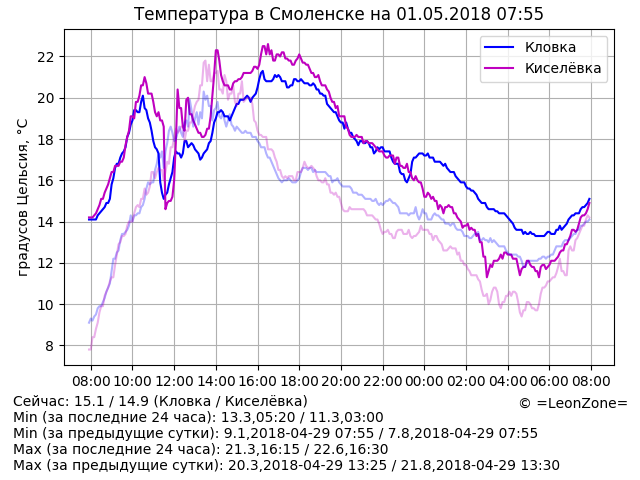 Температура в Смоленске на 01.05.2018 07:55
Кловка
Киселёвка
градусов Цельсия, °C
22
20
18
16
14
12
10
8
08:00 10:00 12:00 14:00 16:00 18:00 20:00 22:00 00:00 02:00 04:00 06:00 08:00
Сейчас: 15.1 / 14.9 (Кловка / Киселёвка)
© =LeonZone=
Min (за последние 24 часа): 13.3,05:20 / 11.3,03:00
Min (за предыдущие сутки): 9.1,2018-04-29 07:55 / 7.8,2018-04-29 07:55
Max (за последние 24 часа): 21.3,16:15 / 22.6,16:30
Max (за предыдущие сутки): 20.3,2018-04-29 13:25 / 21.8,2018-04-29 13:30